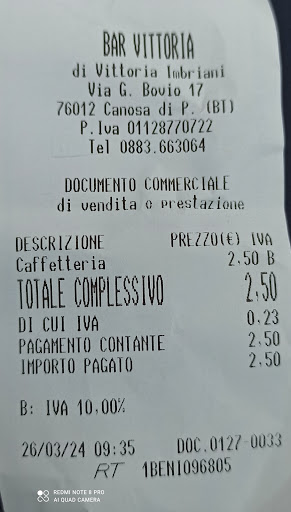 BAR VITTORIA
di Vittoria Imbriani
Via G. Bovio 17
76012 Canosa di P. (BT)
P.Iva 01128770722
Tel 0883.663064
DOCUMENTO COMMERCIALE
di vendita o prestazione
DESCRIZIONE PREZZO(€) IVA
Caffetteria 2,50 B
TOTALE COMPLESSIVO 2,50
DI CUI IVA 0,23
PAGAMENTO CONTANTE 2,50
IMPORTO PAGATO 2,50
B: IVA 10,00%
26/03/24 09:35 DOC.0127-0033
RT 1BENI096805
REDMI NOTE 8 PRO
AI QUAD CAMERA